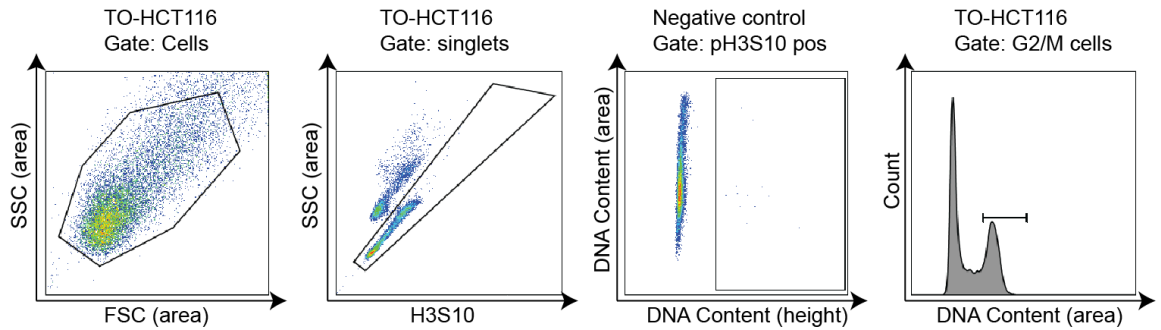 TO-HCT116
Gate: Cells
SSC (area)
FSC (area)
TO-HCT116
Gate: singlets
SSC (area)
H3S10
Negative control
Gate: pH3S10 pos
DNA Content (area)
DNA Content (height)
TO-HCT116
Gate: G2/M cells
Count
DNA Content (area)